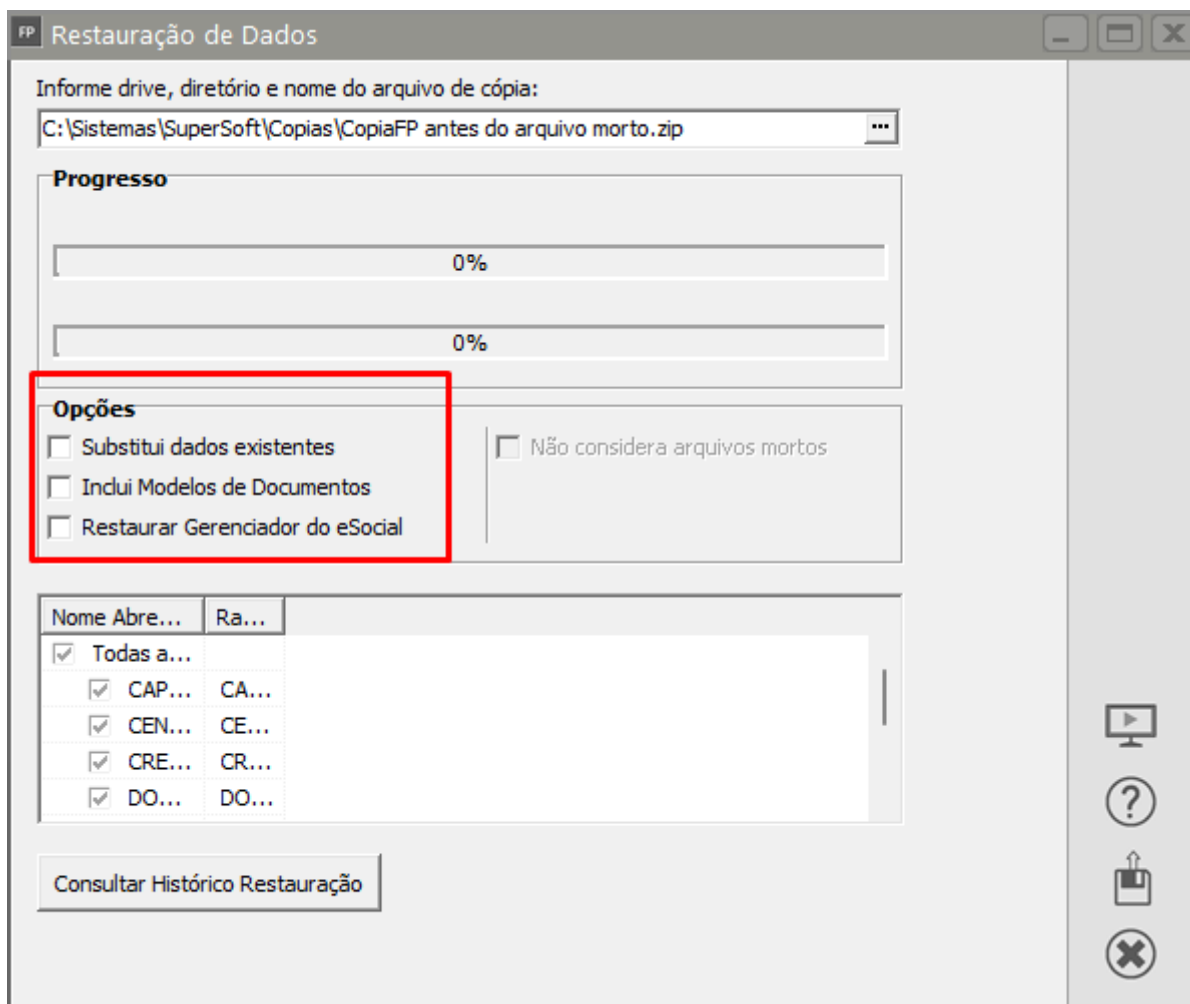 FP Restauração de Dados
Informe drive, diretório e nome do arquivo de cópia:
C:\Sistemas\SuperSoft\Copias\CopiaFP antes do arquivo morto.zip ...
Progresso
0%
0%
Opções
Substitui dados existentes
Não considera arquivos mortos
Inclui Modelos de Documentos
Restaurar Gerenciador do eSocial
Nome Abre... Ra...
Todas a...
CAP... CA...
CEN... CE...
CRE... CR...
DO... DO...
Consultar Histórico Restauração